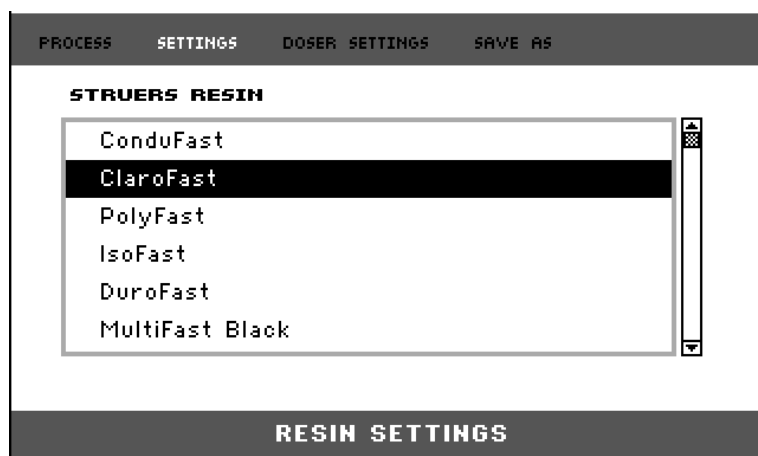 PROCESS SETTINGS DOSER SETTINGS SAVE AS
STRUERS RESIN
ConduFast
ClaroFast
PolyFast
IsoFast
DuroFast
MultiFast Black
RESIN SETTINGS